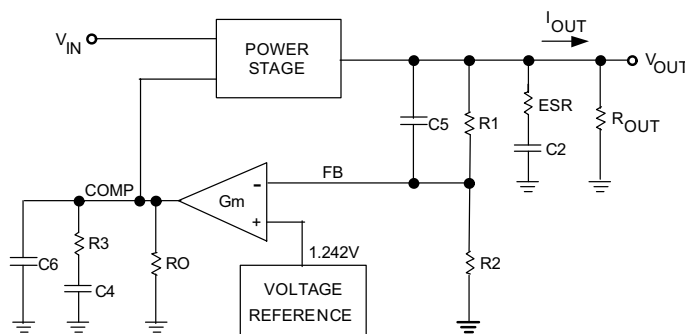 I_OUT
V_IN
POWER
STAGE
V_OUT
C5
R1
ESR
C2
R_OUT
COMP
Gm
-
+
FB
1.242V
R2
C6
R3
C4
RO
VOLTAGE
REFERENCE